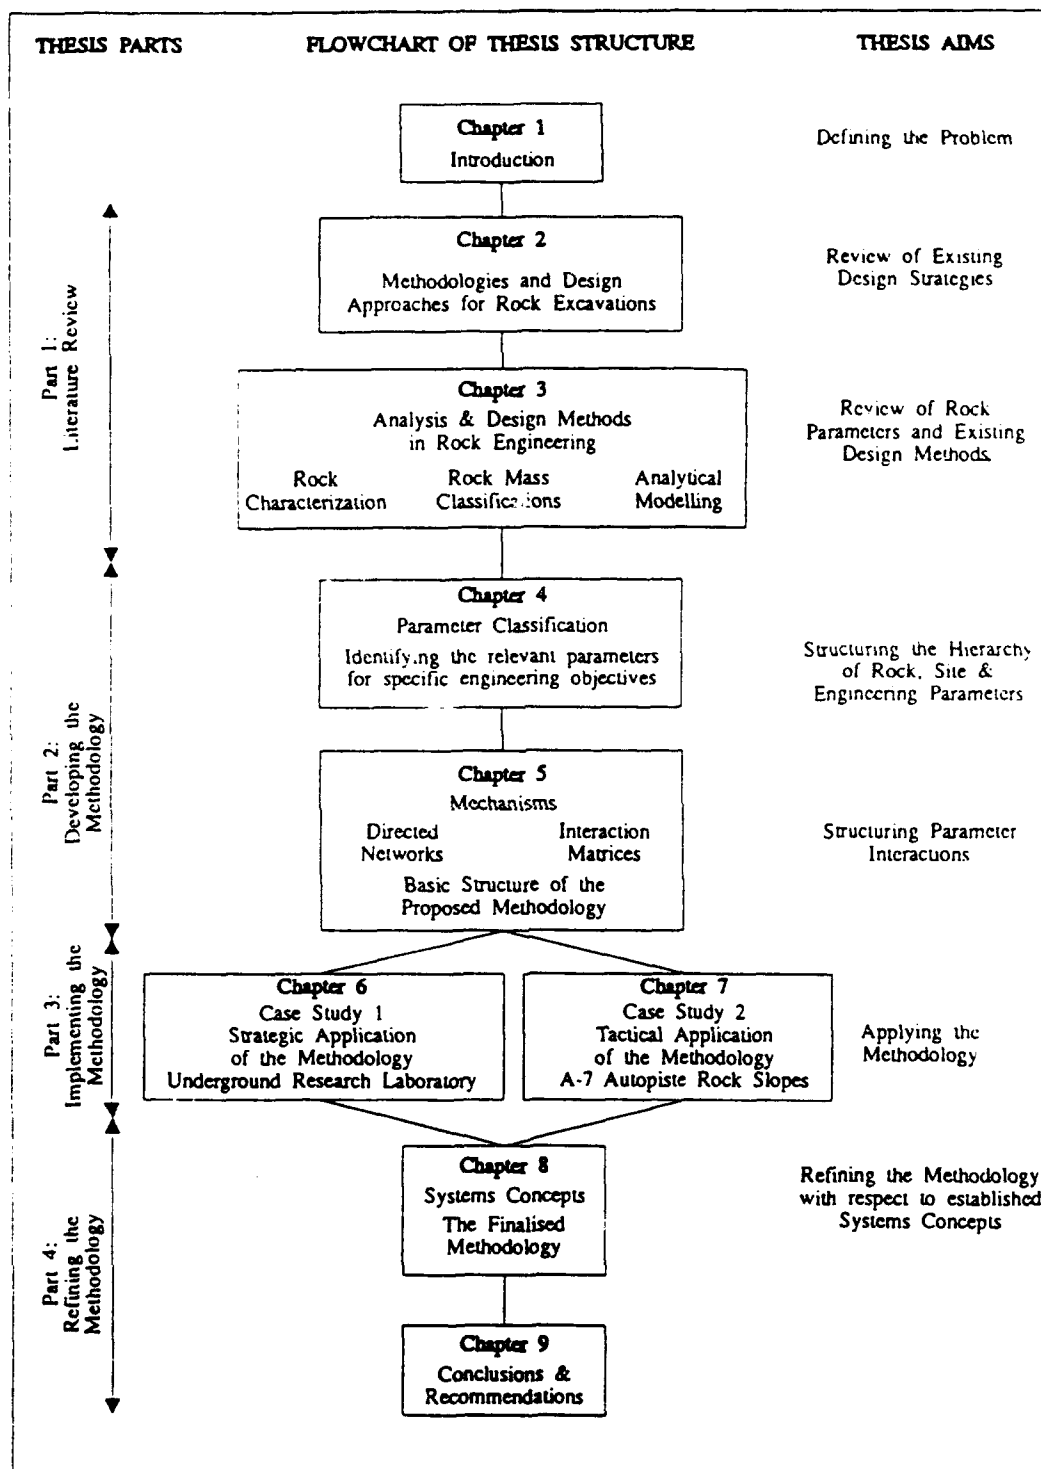 THESIS PARTS
FLOWCHART OF THESIS STRUCTURE
THESIS AIMS
Chapter 1
Introduction
Defining the Problem
Part 1:
Literature Review
Chapter 2
Methodologies and Design
Approaches for Rock Excavations
Review of Existing
Design Strategies
Chapter 3
Analysis & Design Methods
in Rock Engineering
Rock
Characterization
Rock Mass
Classifications
Analytical
Modelling
Review of Rock
Parameters and Existing
Design Methods.
Part 2:
Developing the
Methodology
Chapter 4
Parameter Classification
Identifying the relevant parameters
for specific engineering objectives
Structuring the Hierarchy
of Rock, Site &
Engineering Parameters
Chapter 5
Mechanisms
Directed
Networks
Interaction
Matrices
Basic Structure of the
Proposed Methodology
Structuring Parameter
Interactions
Part 3:
Implementing the
Methodology
Chapter 6
Case Study 1
Strategic Application
of the Methodology
Underground Research Laboratory
Chapter 7
Case Study 2
Tactical Application
of the Methodology
A-7 Autopiste Rock Slopes
Applying the
Methodology
Part 4:
Refining the
Methodology
Chapter 8
Systems Concepts
The Finalised
Methodology
Refining the Methodology
with respect to established
Systems Concepts
Chapter 9
Conclusions &
Recommendations